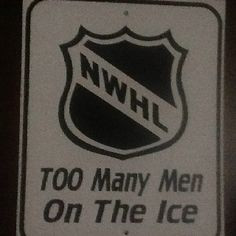 NWHL
TOO Many Men
On The Ice